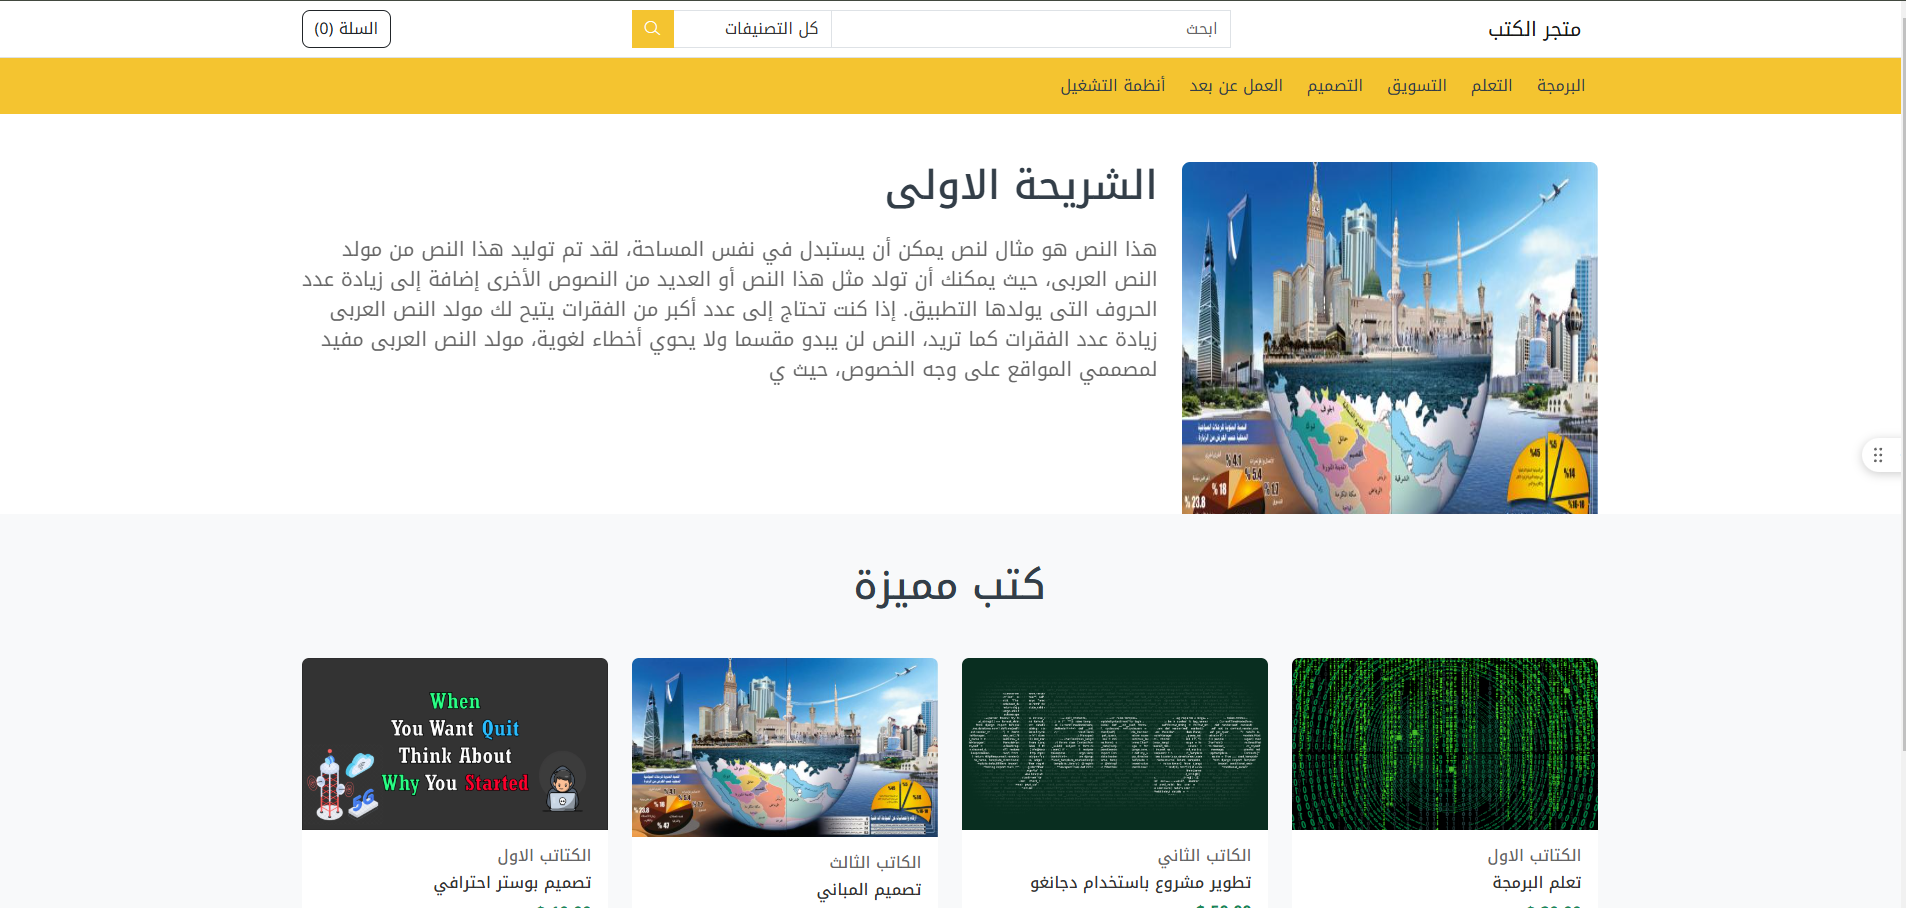 متجر الكتب
ابحث
كل التصنيفات
السلة (0)
البرمجة
التعلم
التسويق
التصميم
العمل عن بعد
أنظمة التشغيل
الشريحة الاولى
هذا النص هو مثال لنص يمكن أن يستبدل في نفس المساحة، لقد تم توليد هذا النص من مولد
النص العربى، حيث يمكنك أن تولد مثل هذا النص أو العديد من النصوص الأخرى إضافة إلى زيادة عدد
الحروف التى يولدها التطبيق. إذا كنت تحتاج إلى عدد أكبر من الفقرات يتيح لك مولد النص العربى
زيادة عدد الفقرات كما تريد، النص لن يبدو مقسما ولا يحوي أخطاء لغوية، مولد النص العربى مفيد
لمصممي المواقع على وجه الخصوص، حيث ي
كتب مميزة
الكتاتب الاول
تعلم البرمجة
django
الكاتب الثاني
تطوير مشروع باستخدام دجانغو
الكاتب الثالث
تصميم المباني
When
You Want Quit
Think About
Why You Started
5G
الكتاتب الاول
تصميم بوستر احترافي